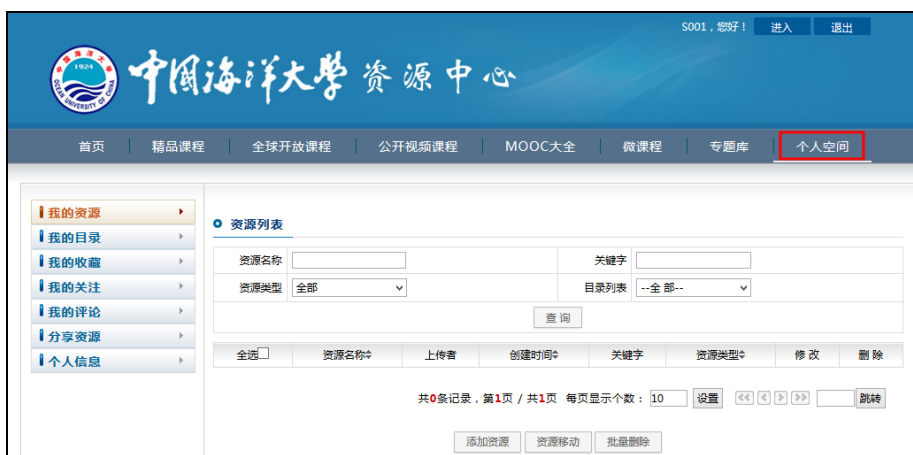 S001，您好！ 进入 退出
1924
OCEAN UNIVERSITY OF CHINA
中国海洋大学 资源中心
首页 精品课程 全球开放课程 公开视频课程 MOOC大全 微课程 专题库 个人空间
我的资源
我的目录
我的收藏
我的关注
我的评论
分享资源
个人信息
资源列表
资源名称 关键字
资源类型 全部 目录列表 --全 部--
查 询
全选 资源名称 上传者 创建时间 关键字 资源类型 修 改 删 除
共0条记录，第1页 / 共1页 每页显示个数： 10 设置 跳转
添加资源 资源移动 批量删除